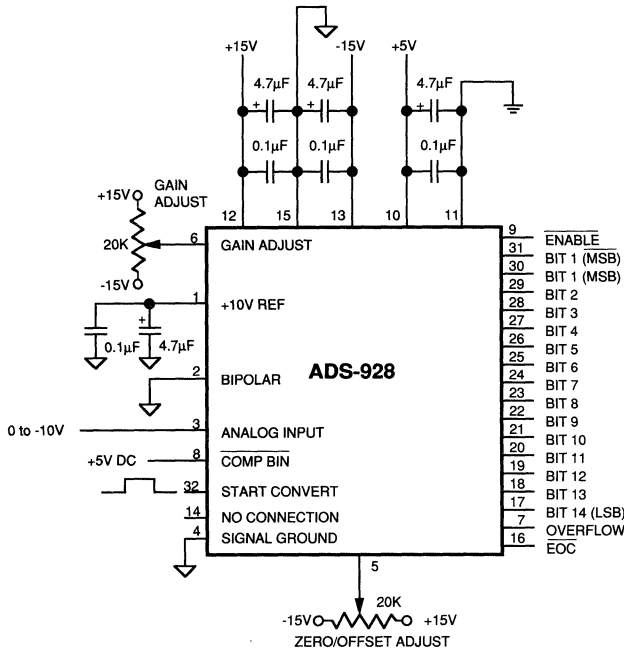 +15V -15V +5V
4.7µF 4.7µF 4.7µF
+ + +
0.1µF 0.1µF 0.1µF
12 15 13 10 11
GAIN
ADJUST
+15V
20K
-15V
6 GAIN ADJUST
1 +10V REF
+
0.1µF 4.7µF
2 BIPOLAR
ADS-928
0 to -10V 3 ANALOG INPUT
+5V DC 8 COMP BIN
32 START CONVERT
14 NO CONNECTION
4 SIGNAL GROUND
9 ENABLE
31 BIT 1 (MSB)
30 BIT 1 (MSB)
29 BIT 2
28 BIT 3
27 BIT 4
26 BIT 5
25 BIT 6
24 BIT 7
23 BIT 8
22 BIT 9
21 BIT 10
20 BIT 11
19 BIT 12
18 BIT 13
17 BIT 14 (LSB)
7 OVERFLOW
16 EOC
5
20K
-15V +15V
ZERO/OFFSET ADJUST